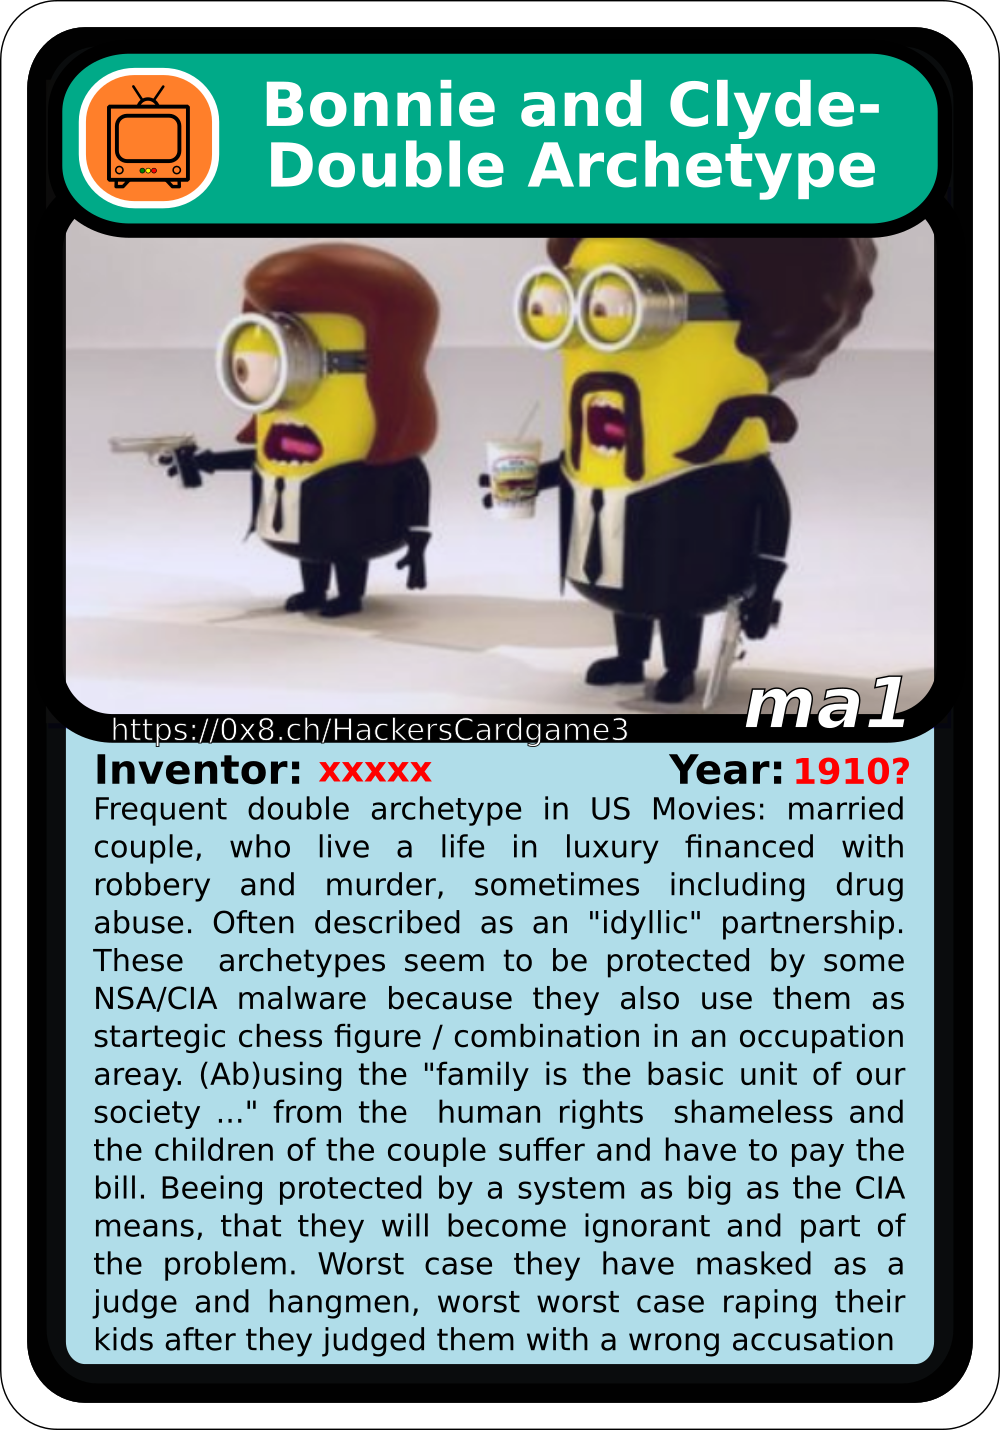 Bonnie and Clyde-
Double Archetype
ma1
https://0x8.ch/HackersCardgame3
Inventor: xxxxx Year: 1910?
Frequent double archetype in US Movies: married
couple, who live a life in luxury financed with
robbery and murder, sometimes including drug
abuse. Often described as an "idyllic" partnership.
These archetypes seem to be protected by some
NSA/CIA malware because they also use them as
startegic chess figure / combination in an occupation
areay. (Ab)using the "family is the basic unit of our
society ..." from the human rights shameless and
the children of the couple suffer and have to pay the
bill. Beeing protected by a system as big as the CIA
means, that they will become ignorant and part of
the problem. Worst case they have masked as a
judge and hangmen, worst worst case raping their
kids after they judged them with a wrong accusation